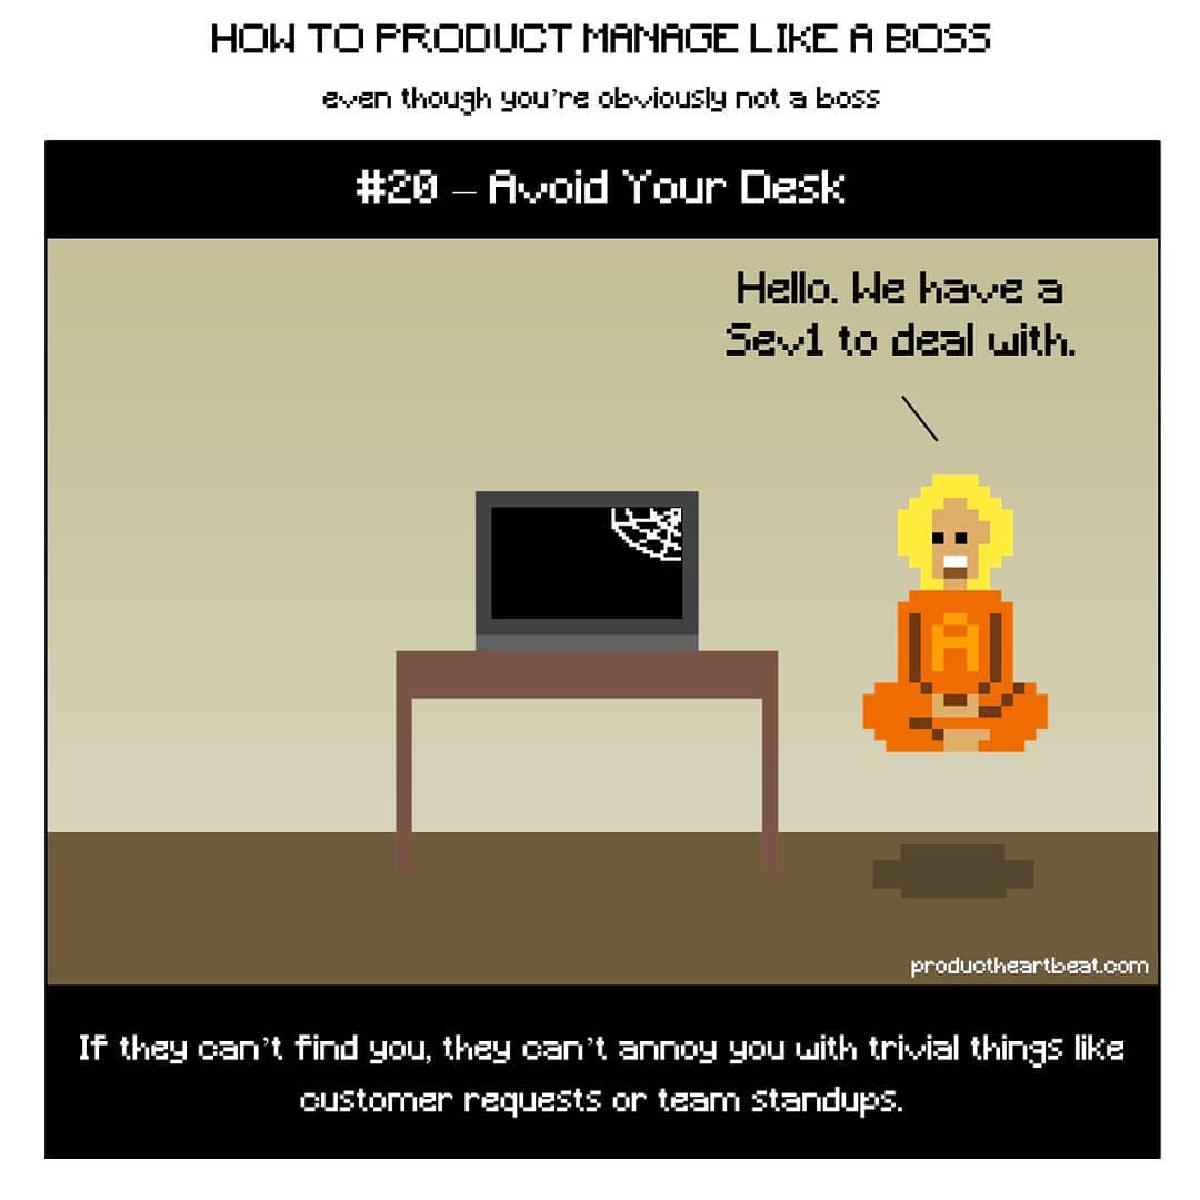 HOW TO PRODUCT MANAGE LIKE A BOSS
even though you're obviously not a boss
#20 – Avoid Your Desk
Hello. We have a
Sev1 to deal with.
A
productheartbeat.com
If they can't find you, they can't annoy you with trivial things like
customer requests or team standups.